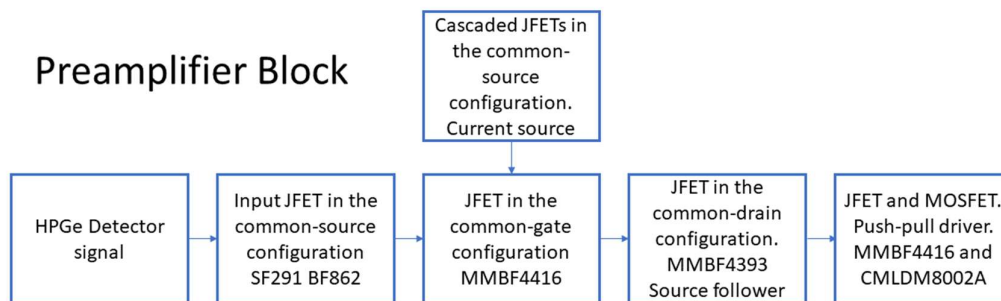 Preamplifier Block
Cascaded JFETs in
the common-
source
configuration.
Current source
HPGe Detector
signal
Input JFET in the
common-source
configuration
SF291 BF862
JFET in the
common-gate
configuration
MMBF4416
JFET in the
common-drain
configuration.
MMBF4393
Source follower
JFET and MOSFET.
Push-pull driver.
MMBF4416 and
CMLDM8002A